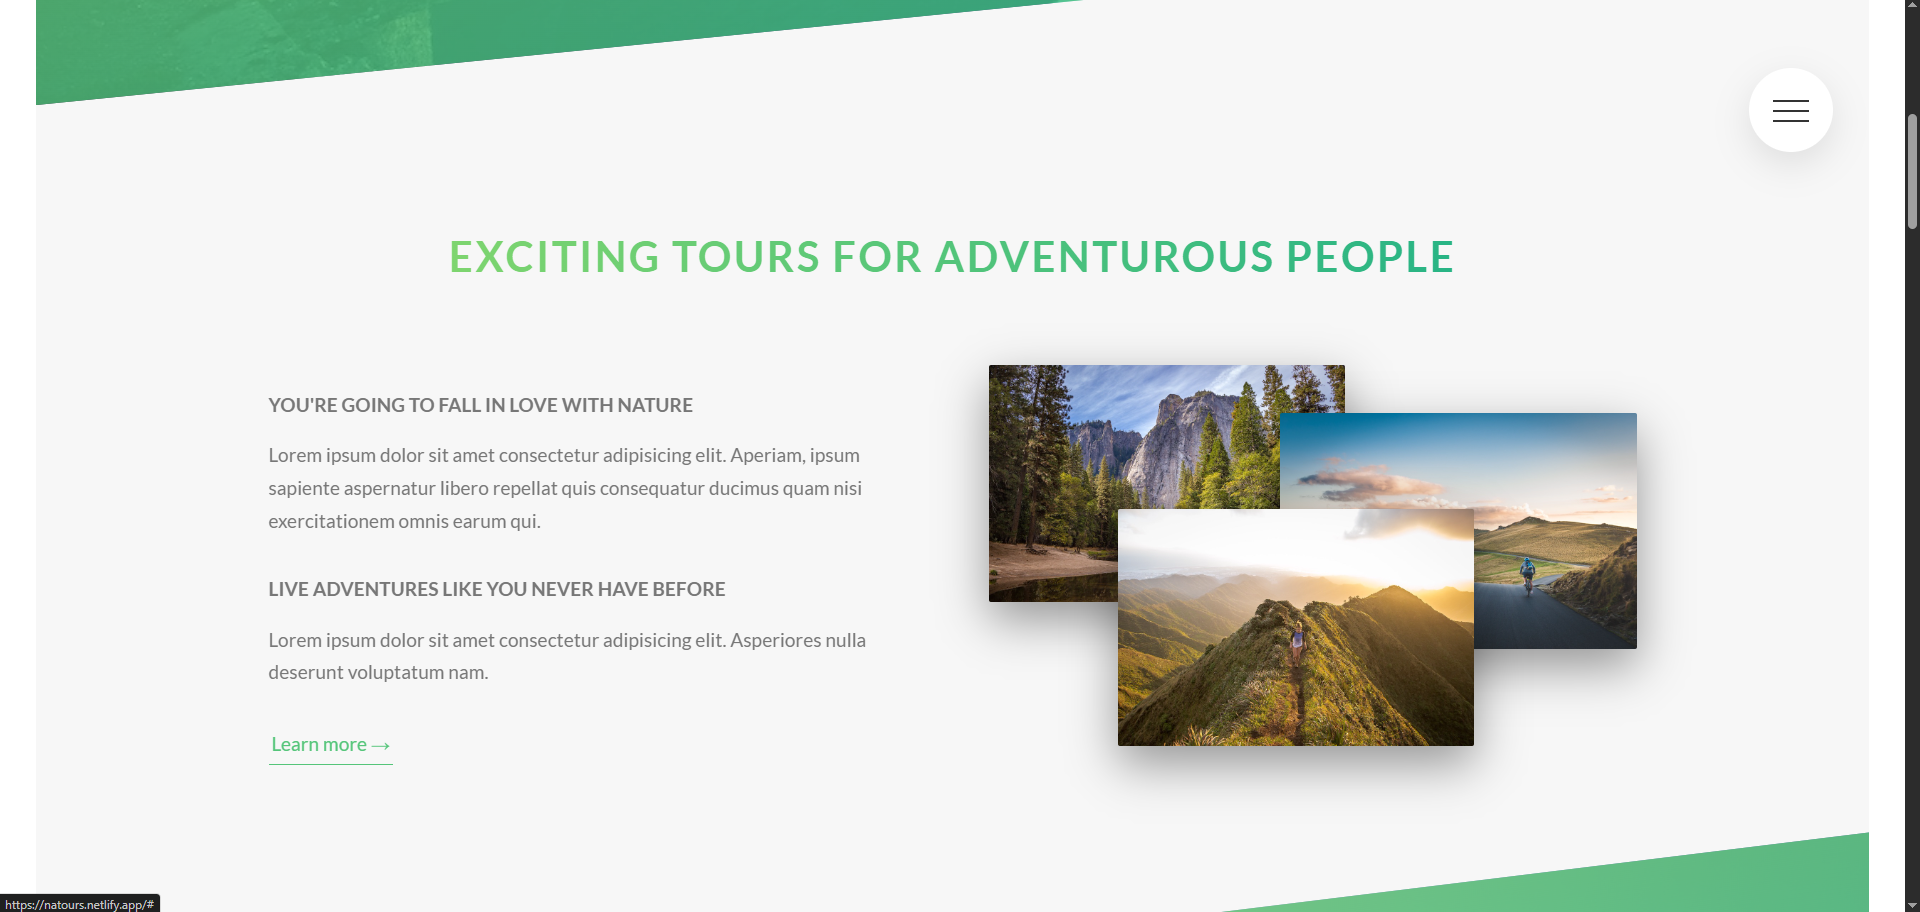 EXCITING TOURS FOR ADVENTUROUS PEOPLE
YOU'RE GOING TO FALL IN LOVE WITH NATURE
Lorem ipsum dolor sit amet consectetur adipisicing elit. Aperiam, ipsum
sapiente aspernatur libero repellat quis consequatur ducimus quam nisi
exercitationem omnis earum qui.
LIVE ADVENTURES LIKE YOU NEVER HAVE BEFORE
Lorem ipsum dolor sit amet consectetur adipisicing elit. Asperiores nulla
deserunt voluptatum nam.
Learn more →
https://natours.netlify.app/#